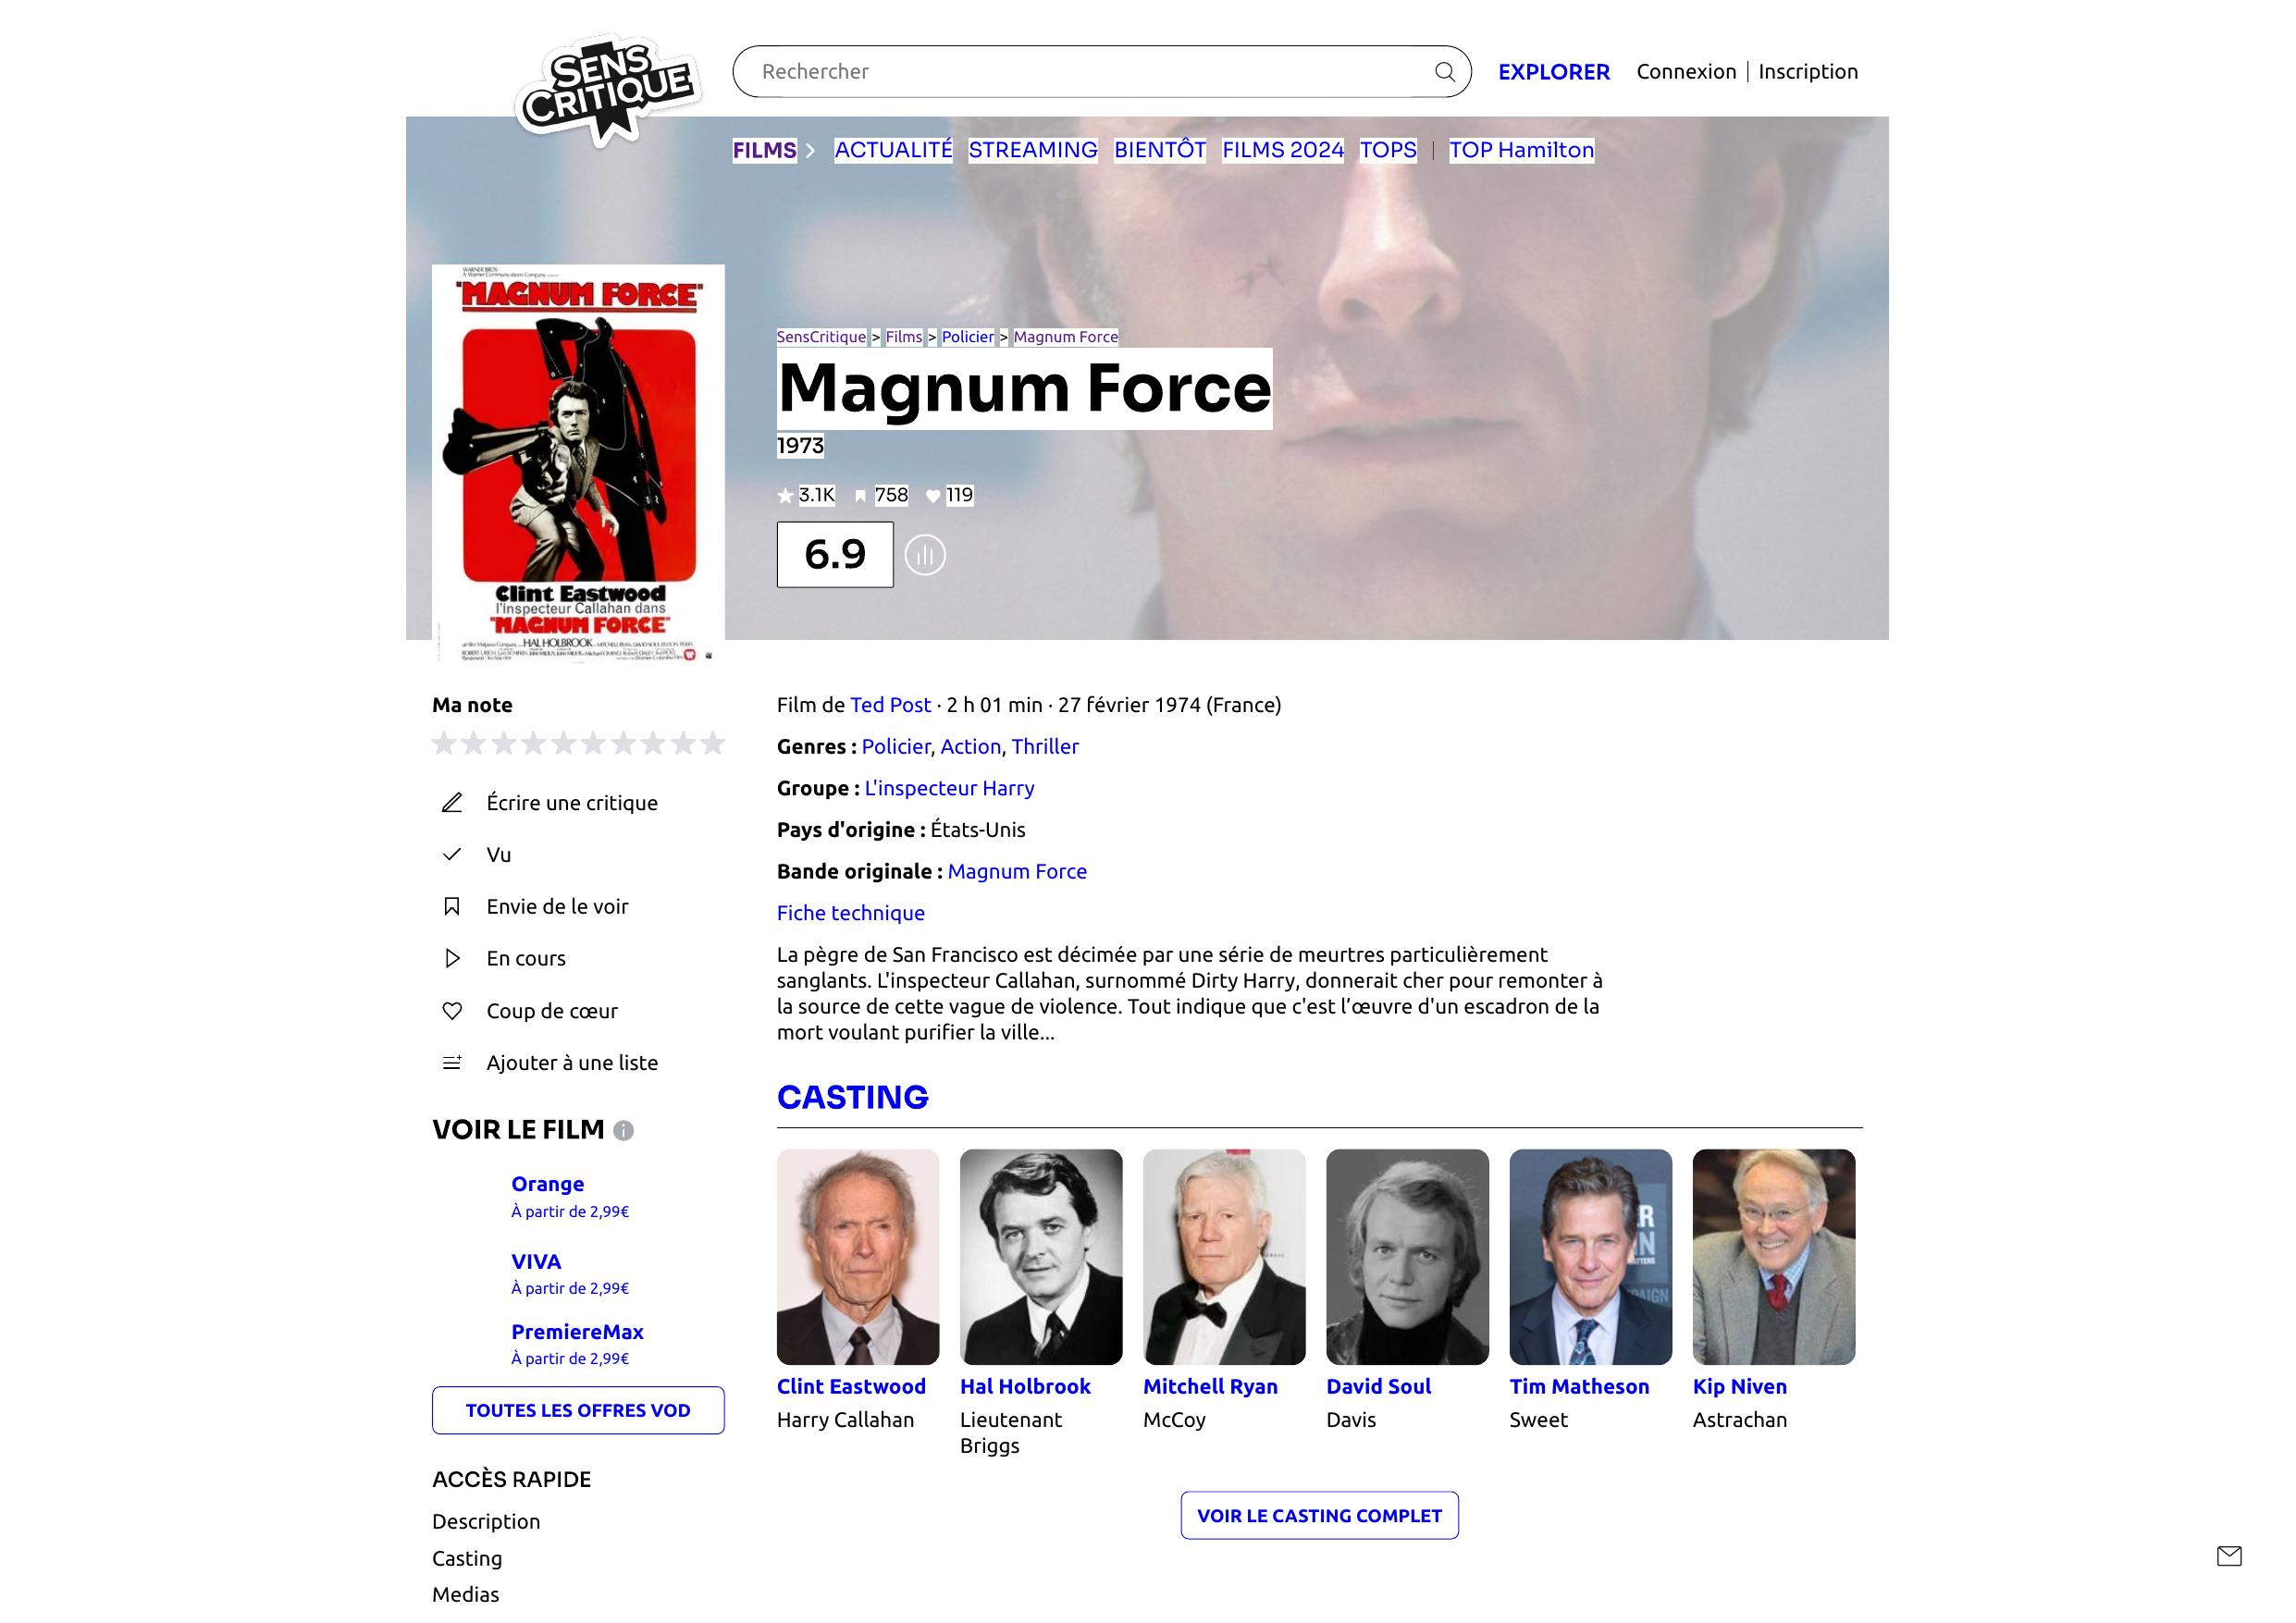 SENS
CRITIQUE
Rechercher
EXPLORER
Connexion
Inscription
FILMS
ACTUALITÉ
STREAMING
BIENTÔT
FILMS 2024
TOPS
TOP Hamilton
WARNER BROS
A Warner Communications Company
"MAGNUM FORCE"
Clint Eastwood
l'inspecteur Callahan dans
"MAGNUM FORCE"
HAL HOLBROOK
SensCritique > Films > Policier > Magnum Force
Magnum Force
1973
3.1K
758
119
6.9
Ma note
Écrire une critique
Vu
Envie de le voir
En cours
Coup de cœur
Ajouter à une liste
VOIR LE FILM
Orange
À partir de 2,99€
VIVA
À partir de 2,99€
PremiereMax
À partir de 2,99€
TOUTES LES OFFRES VOD
ACCÈS RAPIDE
Description
Casting
Medias
Film de Ted Post · 2 h 01 min · 27 février 1974 (France)
Genres : Policier, Action, Thriller
Groupe : L'inspecteur Harry
Pays d'origine : États-Unis
Bande originale : Magnum Force
Fiche technique
La pègre de San Francisco est décimée par une série de meurtres particulièrement
sanglants. L'inspecteur Callahan, surnommé Dirty Harry, donnerait cher pour remonter à
la source de cette vague de violence. Tout indique que c'est l’œuvre d'un escadron de la
mort voulant purifier la ville...
CASTING
Clint Eastwood
Harry Callahan
Hal Holbrook
Lieutenant
Briggs
Mitchell Ryan
McCoy
David Soul
Davis
Tim Matheson
Sweet
Kip Niven
Astrachan
VOIR LE CASTING COMPLET